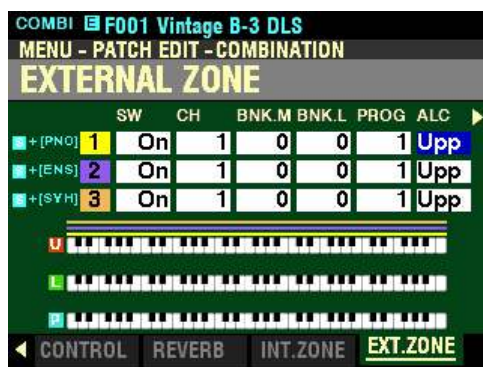 COMBI E F001 Vintage B-3 DLS
MENU - PATCH EDIT - COMBINATION
EXTERNAL ZONE
SW CH BNK.M BNK.L PROG ALC
S +[PNO] 1 On 1 0 0 1 Upp
S +[ENS] 2 On 1 0 0 1 Upp
S +[SYH] 3 On 1 0 0 1 Upp
U
L
P
CONTROL REVERB INT.ZONE EXT.ZONE